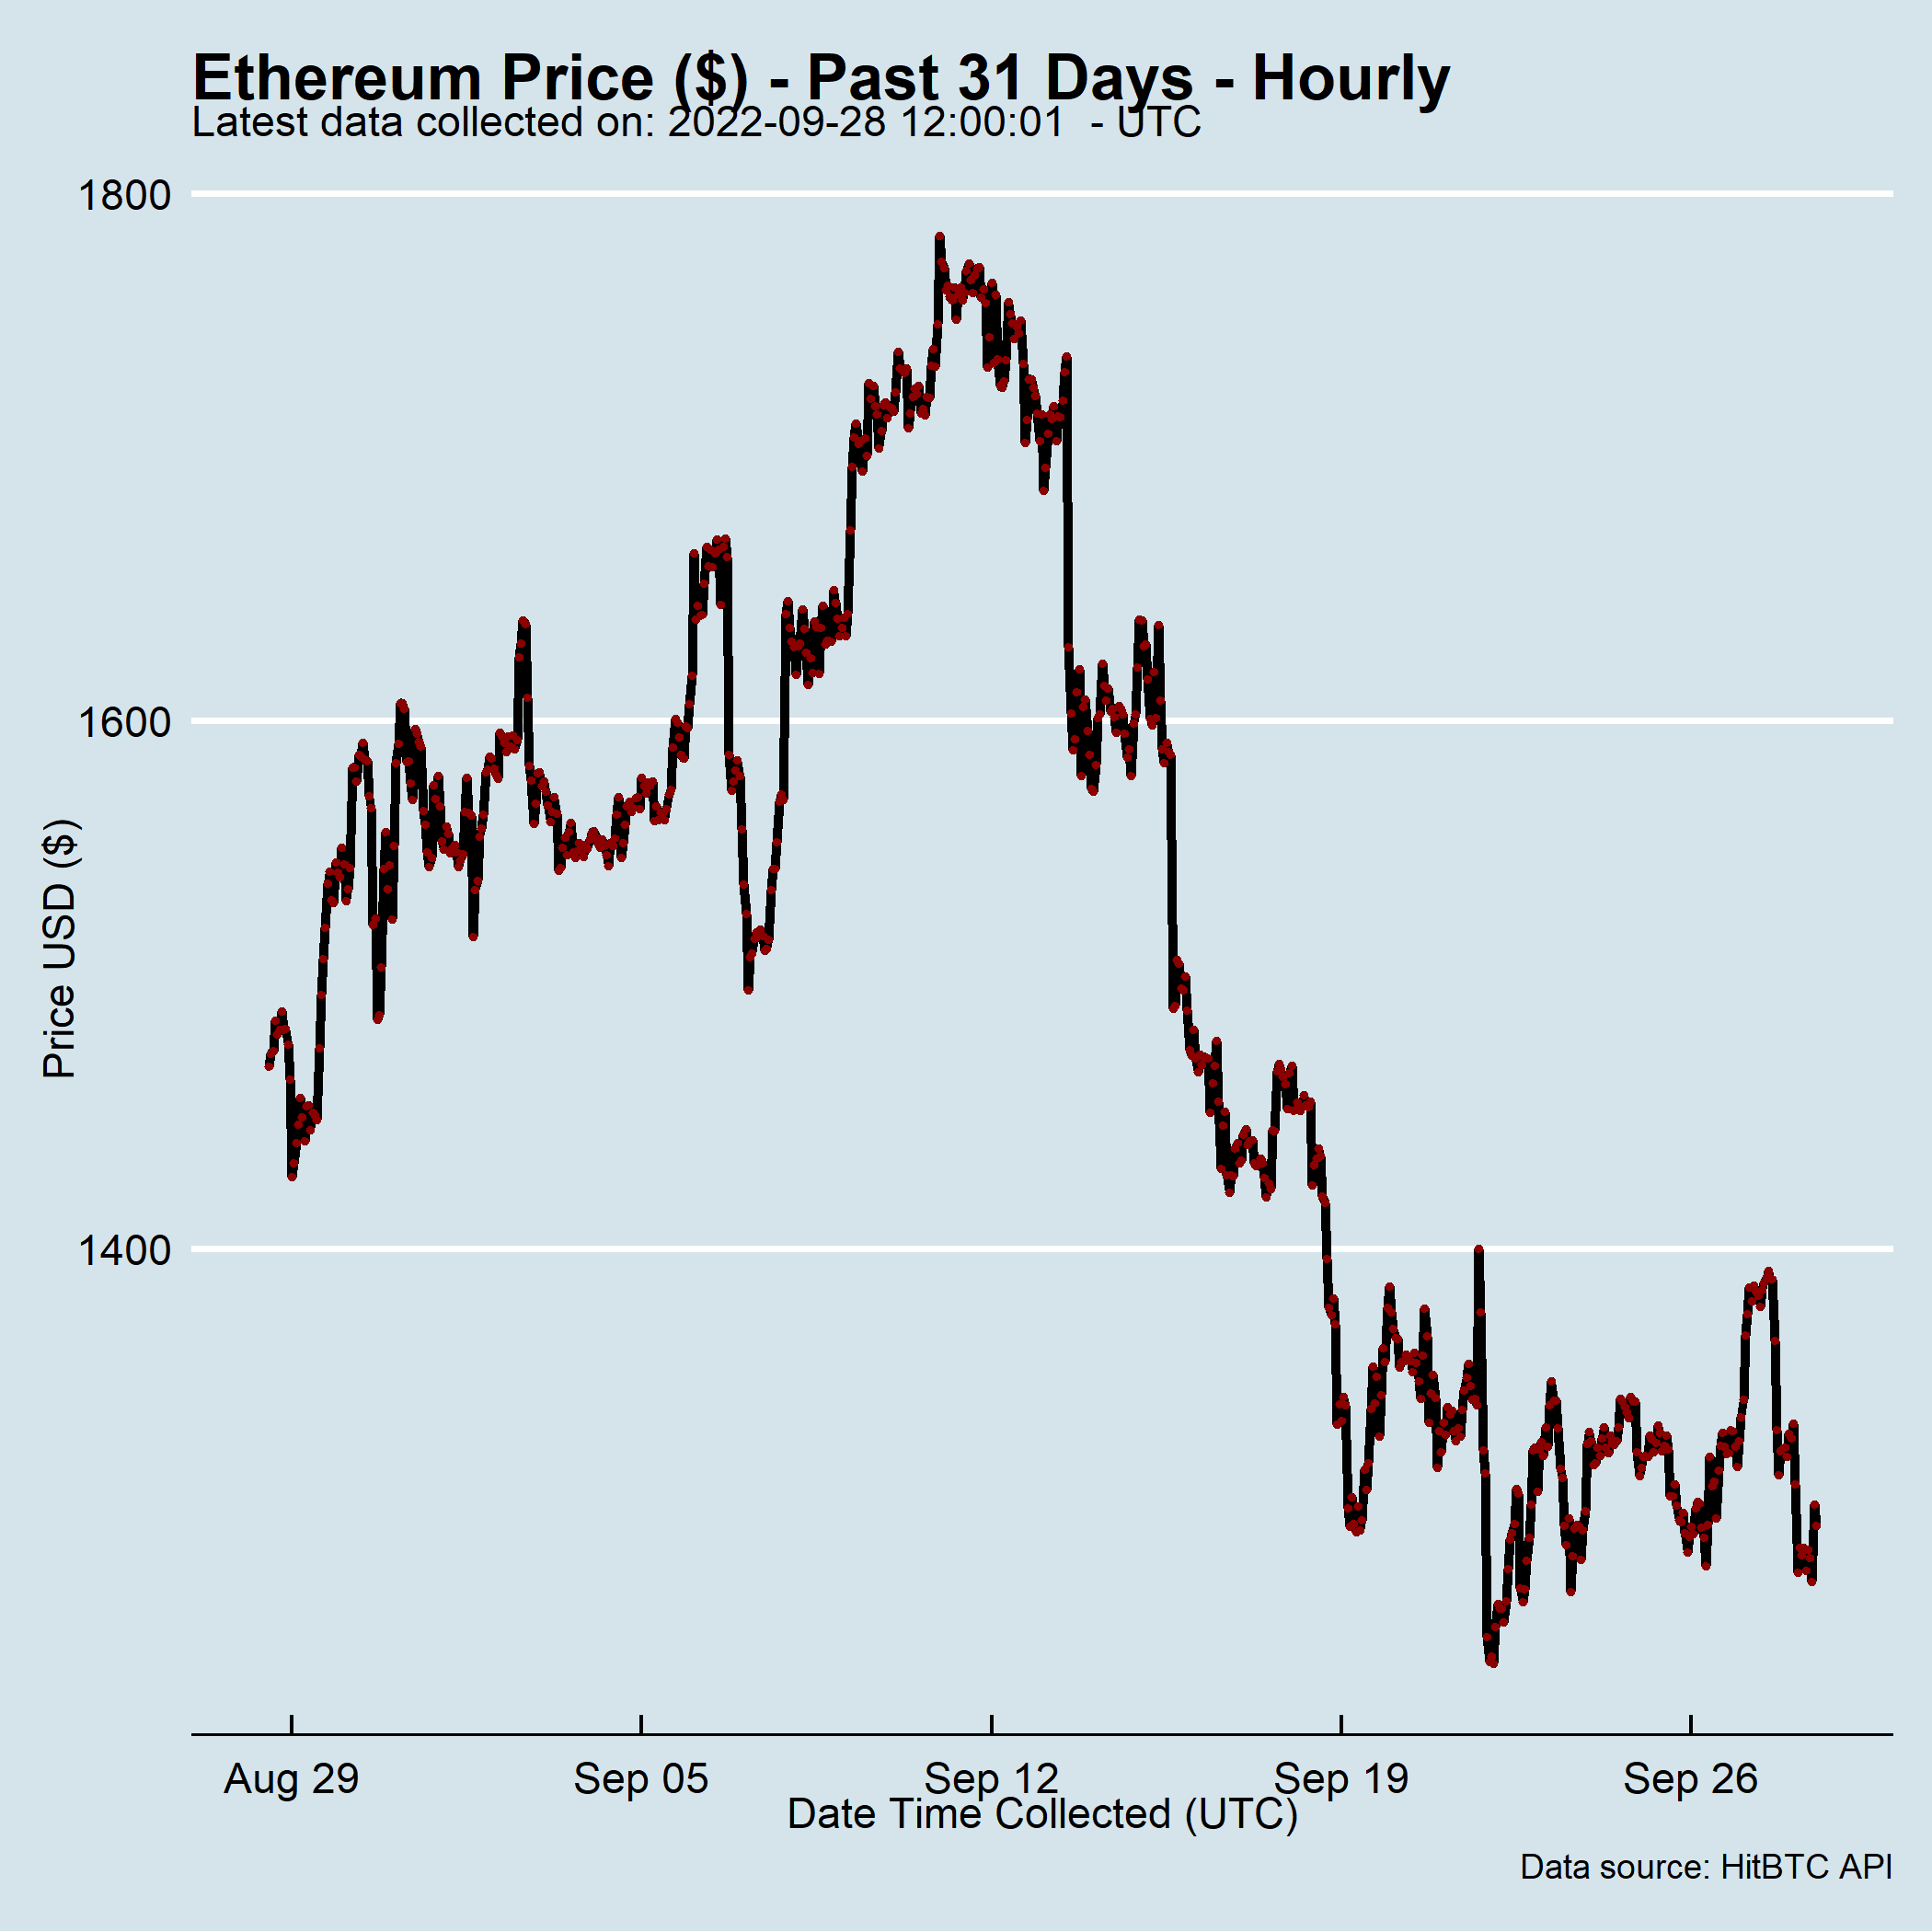 Ethereum Price ($) - Past 31 Days - Hourly
Latest data collected on: 2022-09-28 12:00:01  - UTC
1800
1600
1400
Price USD ($)
Aug 29 Sep 05 Sep 12 Sep 19 Sep 26
Date Time Collected (UTC)
Data source: HitBTC API